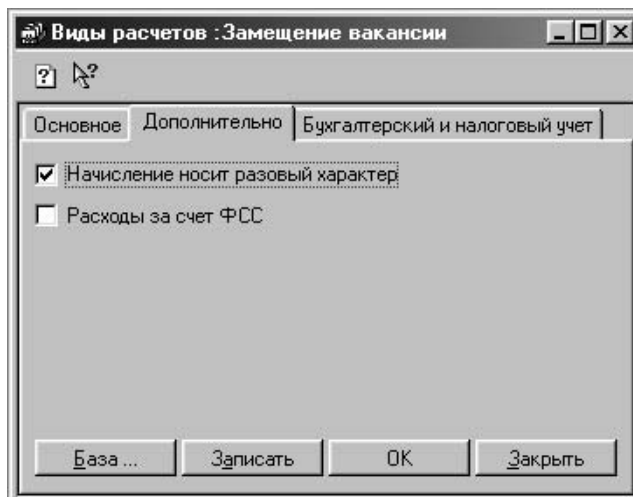 Виды расчетов :Замещение вакансии
Основное Дополнительно Бухгалтерский и налоговый учет
Начисление носит разовый характер
Расходы за счет ФСС
База ... Записать OK Закрыть